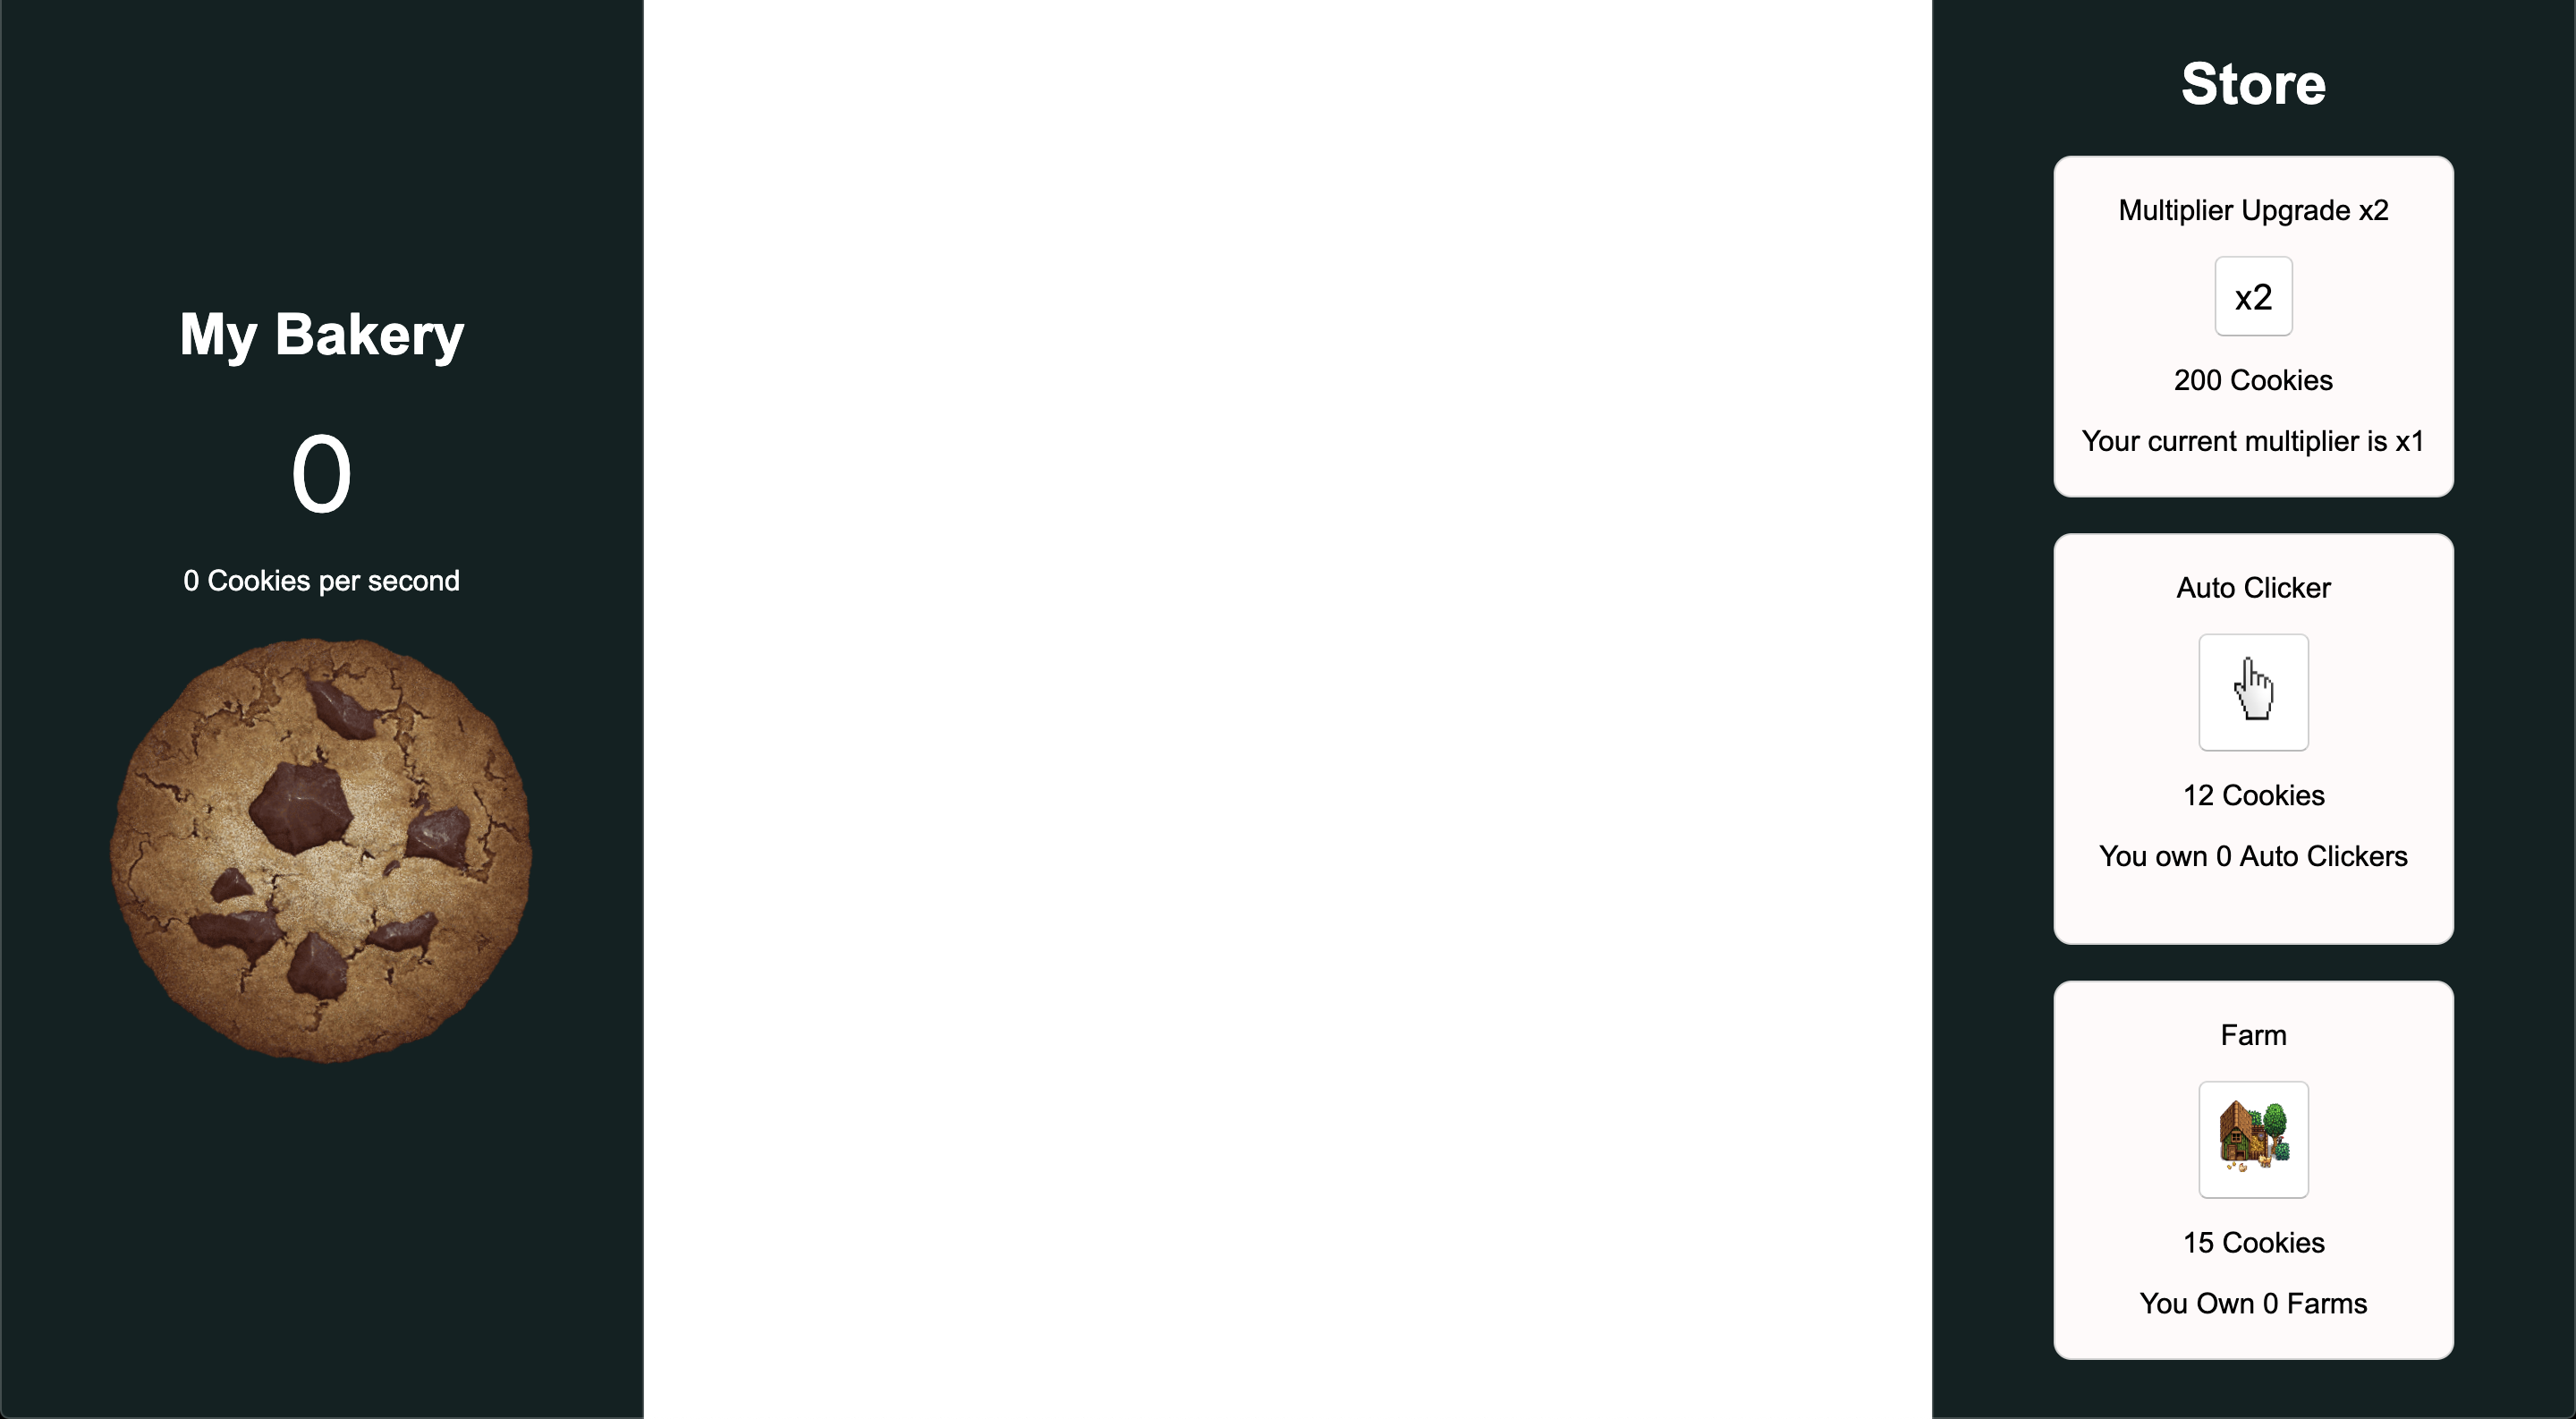 My Bakery
0
0 Cookies per second
Store
Multiplier Upgrade x2
x2
200 Cookies
Your current multiplier is x1
Auto Clicker
12 Cookies
You own 0 Auto Clickers
Farm
15 Cookies
You Own 0 Farms